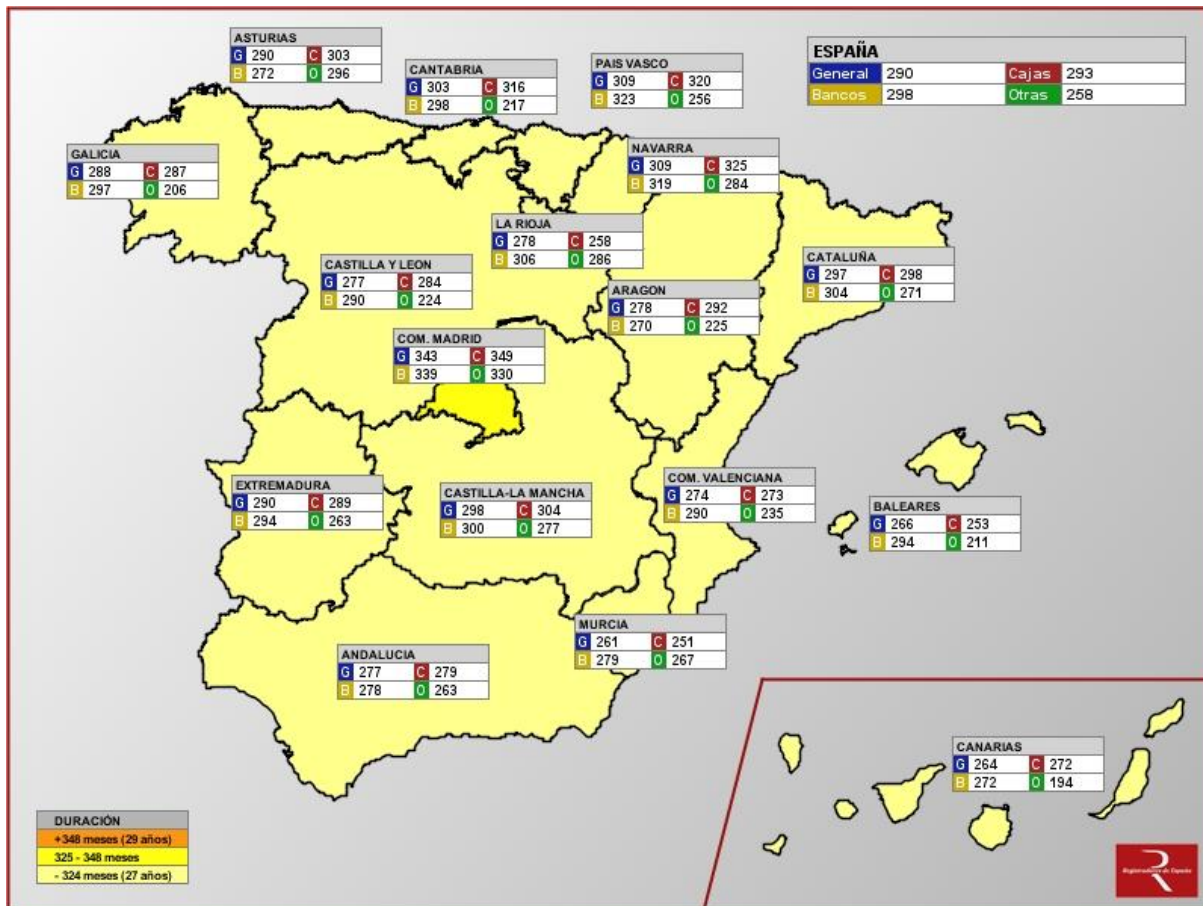 ASTURIAS
G 290 C 303
B 272 O 296
CANTABRIA
G 303 C 316
B 298 O 217
PAIS VASCO
G 309 C 320
B 323 O 256
ESPAÑA
General 290 Cajas 293
Bancos 298 Otras 258
GALICIA
G 288 C 287
B 297 O 206
NAVARRA
G 309 C 325
B 319 O 284
LA RIOJA
G 278 C 258
B 306 O 286
CASTILLA Y LEON
G 277 C 284
B 290 O 224
CATALUÑA
G 297 C 298
B 304 O 271
ARAGON
G 278 C 292
B 270 O 225
COM. MADRID
G 343 C 349
B 339 O 330
EXTREMADURA
G 290 C 289
B 294 O 263
CASTILLA-LA MANCHA
G 298 C 304
B 300 O 277
COM. VALENCIANA
G 274 C 273
B 290 O 235
BALEARES
G 266 C 253
B 294 O 211
MURCIA
G 261 C 251
B 279 O 267
ANDALUCIA
G 277 C 279
B 278 O 263
CANARIAS
G 264 C 272
B 272 O 194
DURACIÓN
+348 meses (29 años)
325 - 348 meses
- 324 meses (27 años)
R
Registradores de España